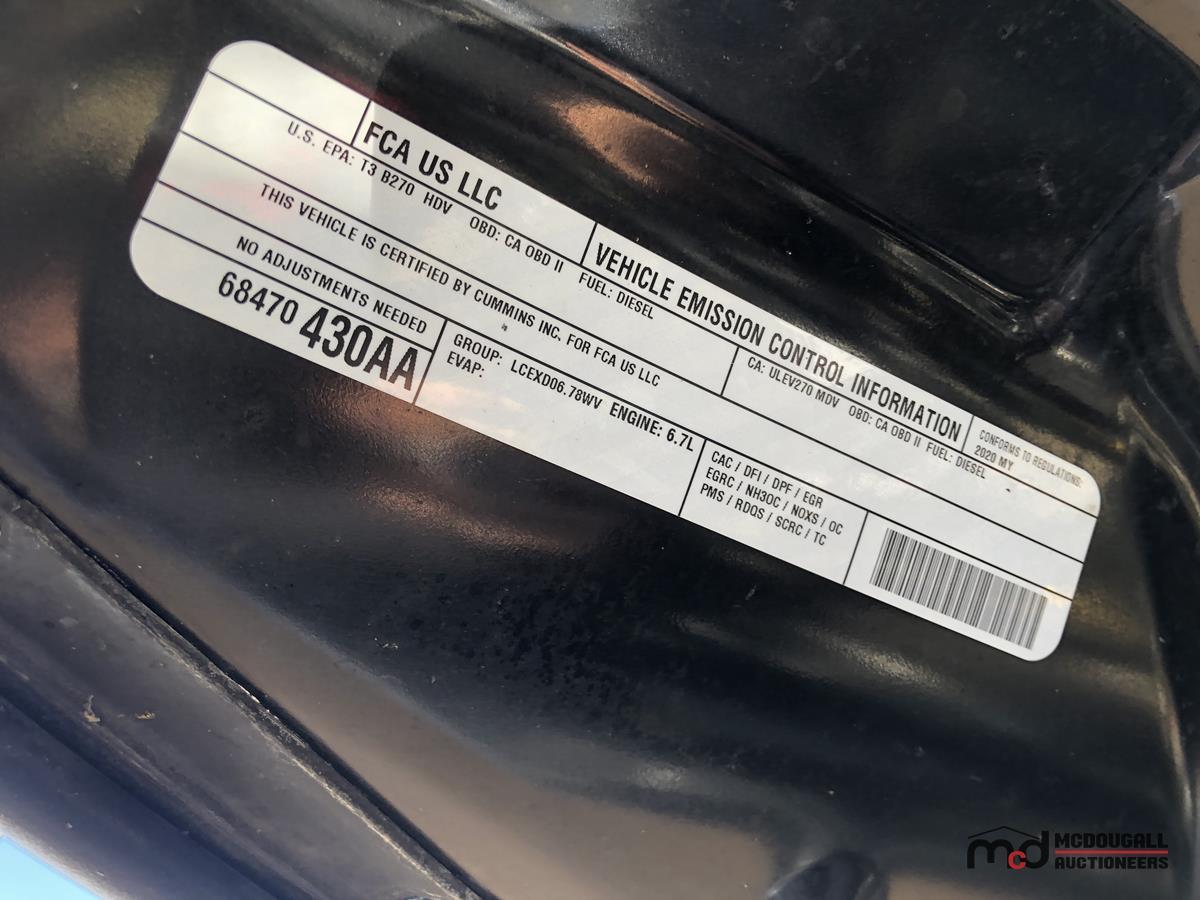 FCA US LLC
VEHICLE EMISSION CONTROL INFORMATION
CONFORMS TO REGULATIONS:
2020 MY
U.S. EPA: T3 B270 HDV OBD: CA OBD II FUEL: DIESEL
CA: ULEV270 MDV OBD: CA OBD II FUEL: DIESEL
THIS VEHICLE IS CERTIFIED BY CUMMINS INC. FOR FCA US LLC
NO ADJUSTMENTS NEEDED
68470 430AA
GROUP: LCEXD06.78WV ENGINE: 6.7L
EVAP:
CAC / DFI / DPF / EGR
EGRC / NH3OC / NOXS / OC
PMS / RDQS / SCRC / TC
mcd MCDOUGALL
AUCTIONEERS